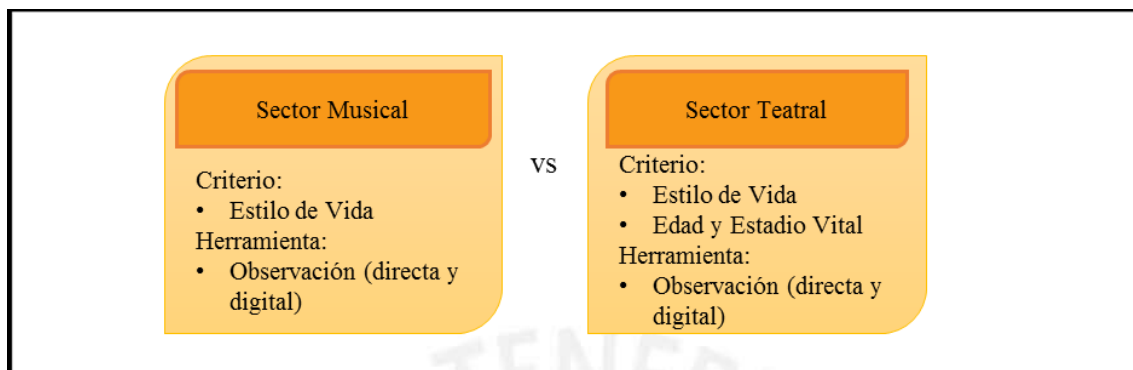 Sector Musical
Criterio:
• Estilo de Vida
Herramienta:
• Observación (directa y
digital)
vs
Sector Teatral
Criterio:
• Estilo de Vida
• Edad y Estadio Vital
Herramienta:
• Observación (directa y
digital)